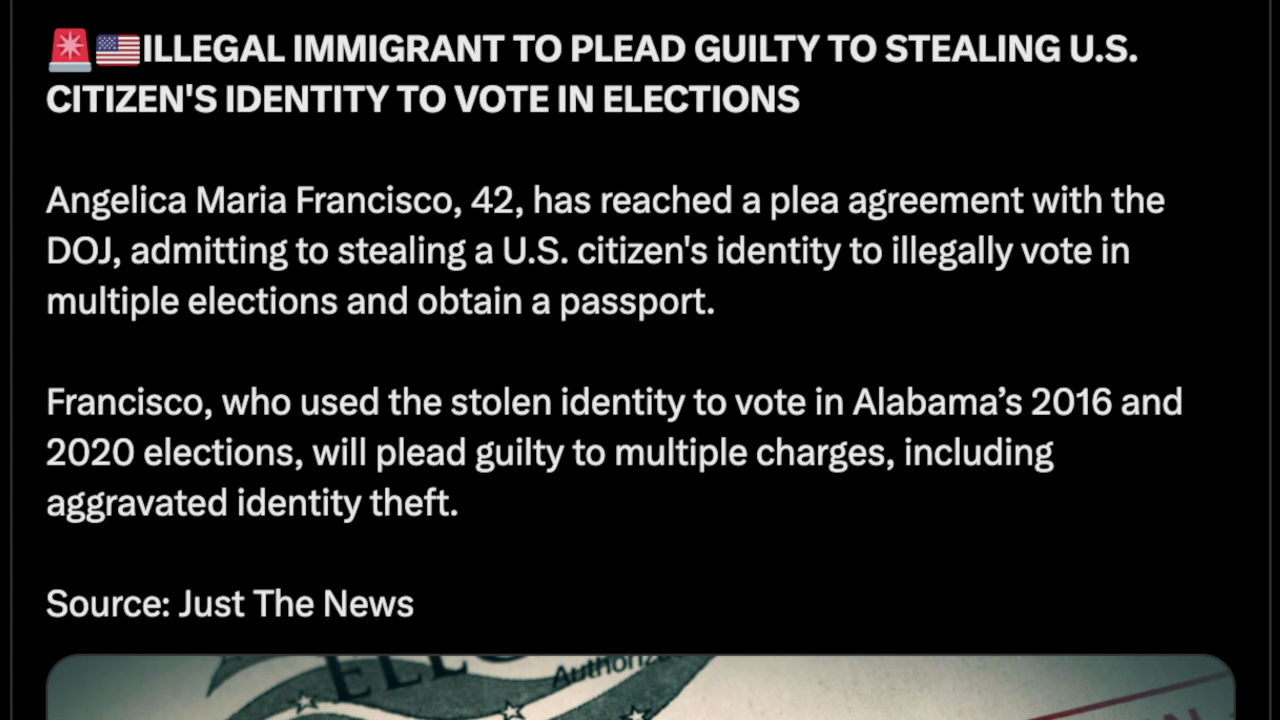 🚨🇺🇸ILLEGAL IMMIGRANT TO PLEAD GUILTY TO STEALING U.S.
CITIZEN'S IDENTITY TO VOTE IN ELECTIONS
Angelica Maria Francisco, 42, has reached a plea agreement with the
DOJ, admitting to stealing a U.S. citizen's identity to illegally vote in
multiple elections and obtain a passport.
Francisco, who used the stolen identity to vote in Alabama’s 2016 and
2020 elections, will plead guilty to multiple charges, including
aggravated identity theft.
Source: Just The News